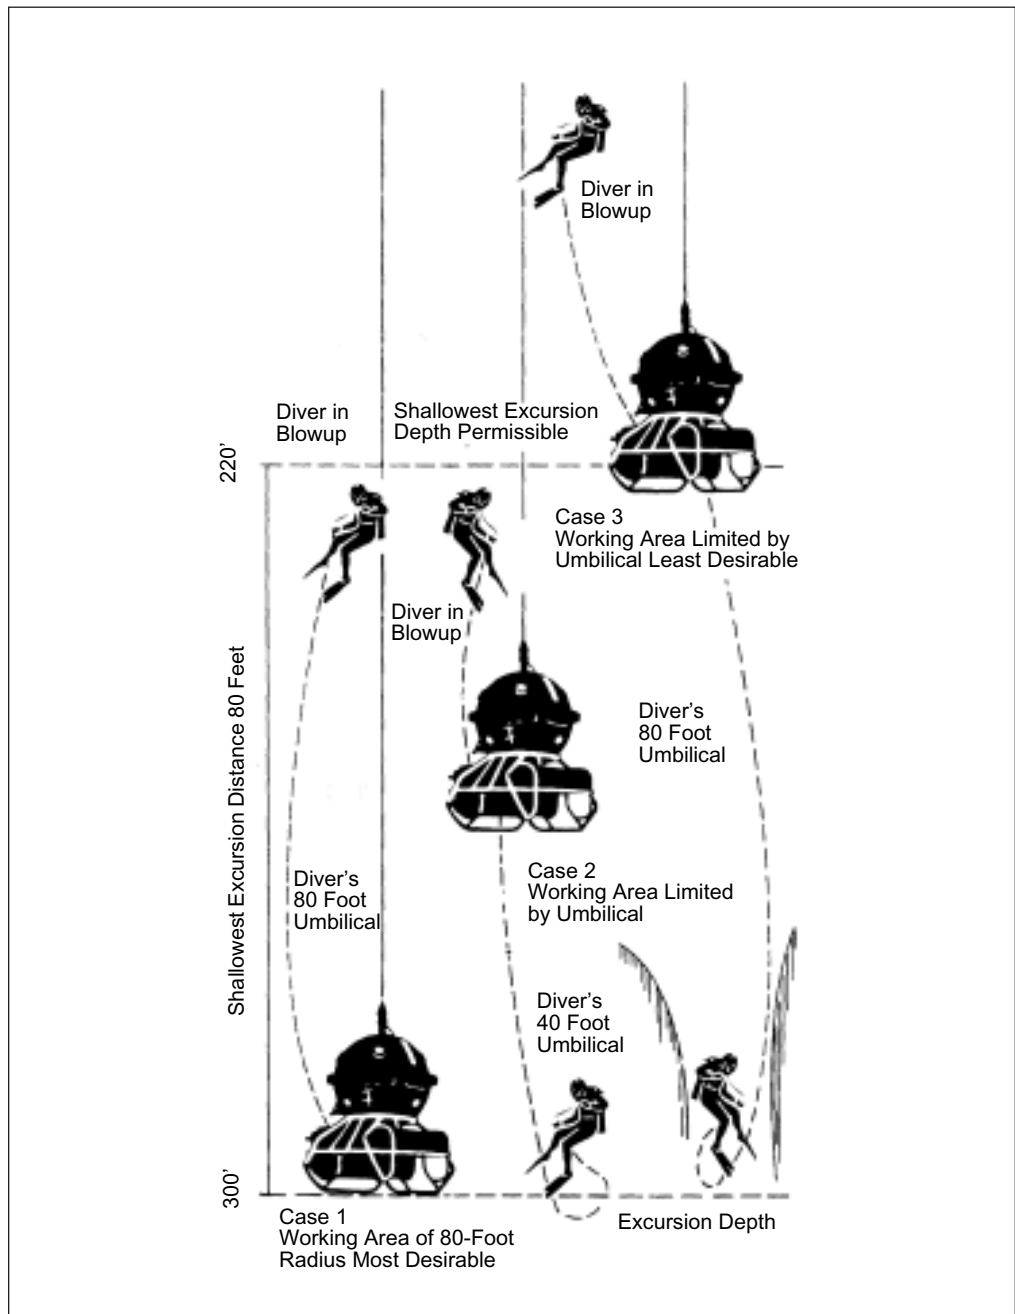 Diver in
Blowup
Diver in
Blowup
Shallowest Excursion
Depth Permissible
220'
Case 3
Working Area Limited by
Umbilical Least Desirable
Diver in
Blowup
Shallowest Excursion Distance 80 Feet
Diver's
80 Foot
Umbilical
Diver's
80 Foot
Umbilical
Case 2
Working Area Limited
by Umbilical
Diver's
40 Foot
Umbilical
300'
Case 1
Working Area of 80-Foot
Radius Most Desirable
Excursion Depth